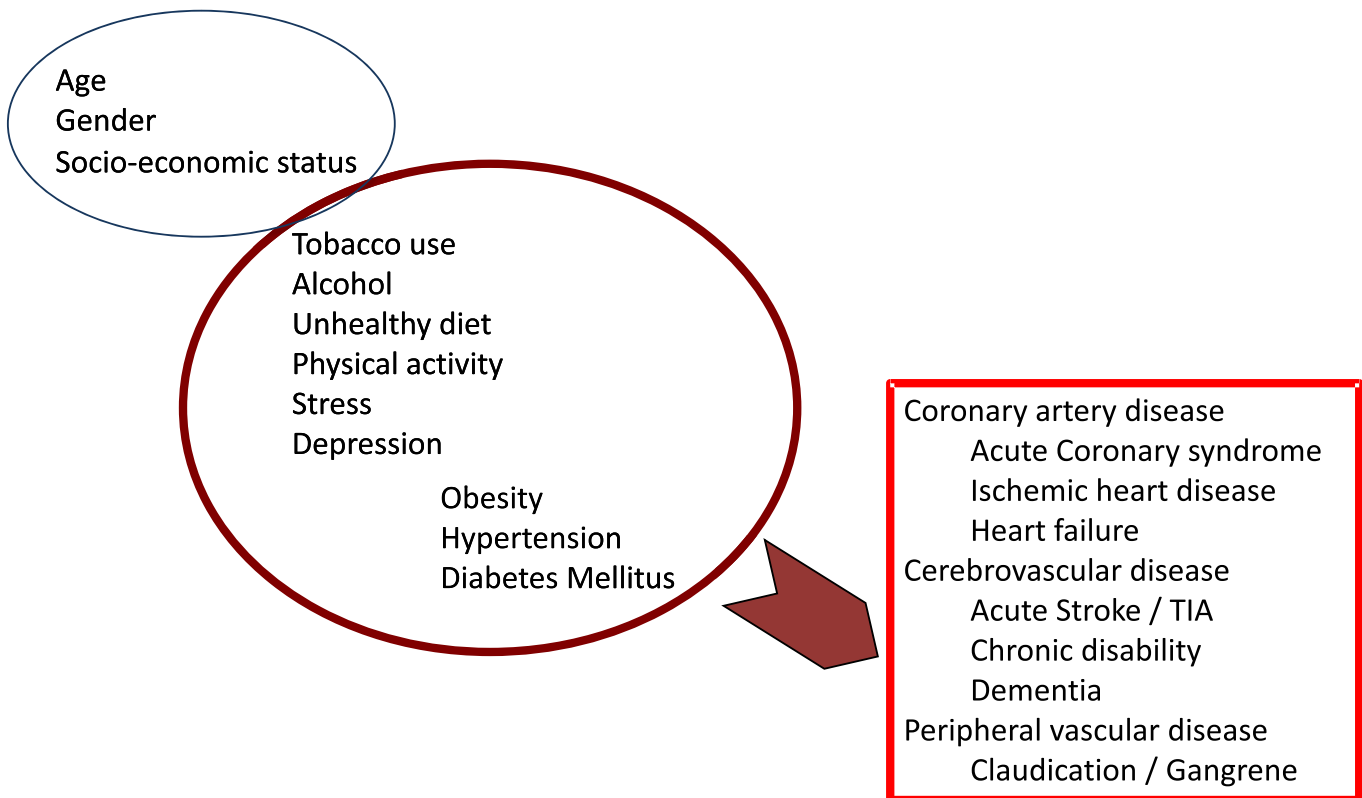 Age
Gender
Socio-economic status
Tobacco use
Alcohol
Unhealthy diet
Physical activity
Stress
Depression
Obesity
Hypertension
Diabetes Mellitus
Coronary artery disease
Acute Coronary syndrome
Ischemic heart disease
Heart failure
Cerebrovascular disease
Acute Stroke / TIA
Chronic disability
Dementia
Peripheral vascular disease
Claudication / Gangrene